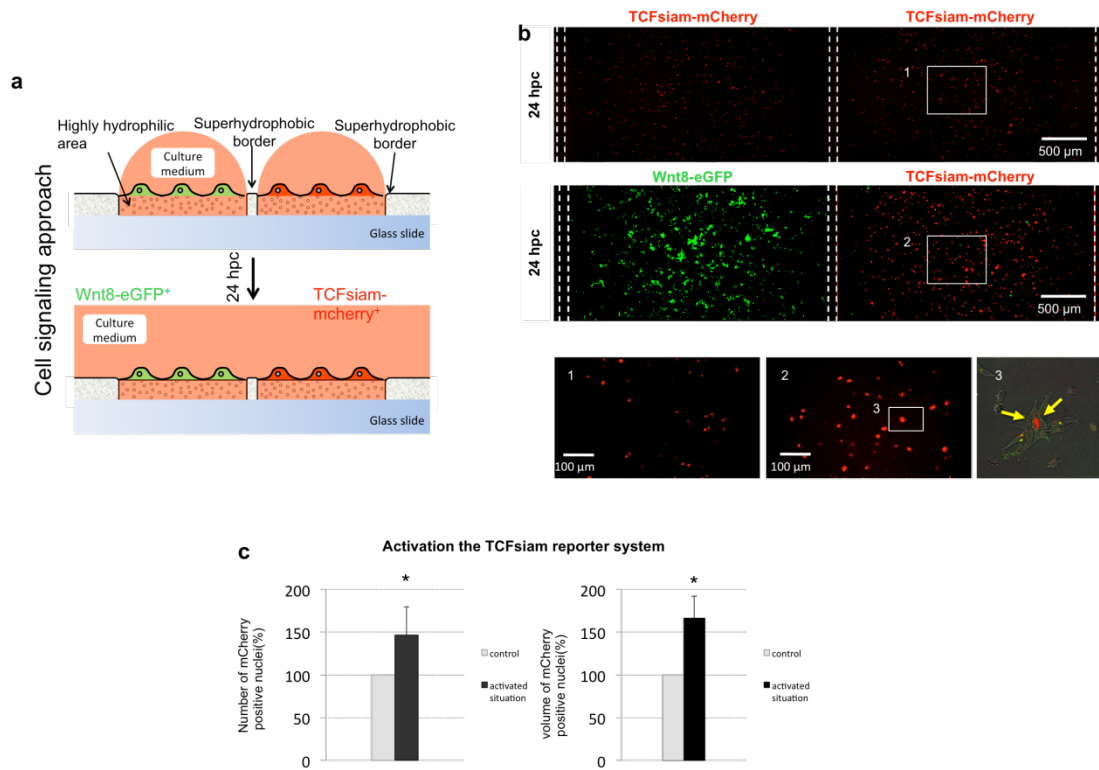 a
Cell signaling approach
Highly hydrophilic
area
Superhydrophobic
border
Superhydrophobic
border
Culture
medium
Glass slide
24 hpc
Wnt8-eGFP+
TCFsiam-
mcherry+
Culture
medium
Glass slide
b
TCFsiam-mCherry
TCFsiam-mCherry
24 hpc
1
500 µm
Wnt8-eGFP
TCFsiam-mCherry
24 hpc
2
500 µm
1
100 µm
2
3
100 µm
3
c
Activation the TCFsiam reporter system
Number of mCherry
positive nuclei(%)
200
150
100
50
0
*
control
activated
situation
volume of mCherry
positive nuclei(%)
200
150
100
50
0
*
control
activated
situation